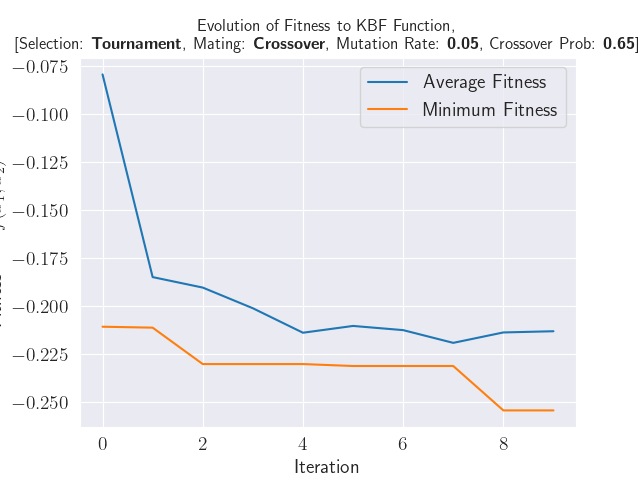 Evolution of Fitness to KBF Function,
[Selection: Tournament, Mating: Crossover, Mutation Rate: 0.05, Crossover Prob: 0.65]
−0.075
−0.100
−0.125
−0.150
−0.175
−0.200
−0.225
−0.250
Average Fitness
Minimum Fitness
0 2 4 6 8
Iteration